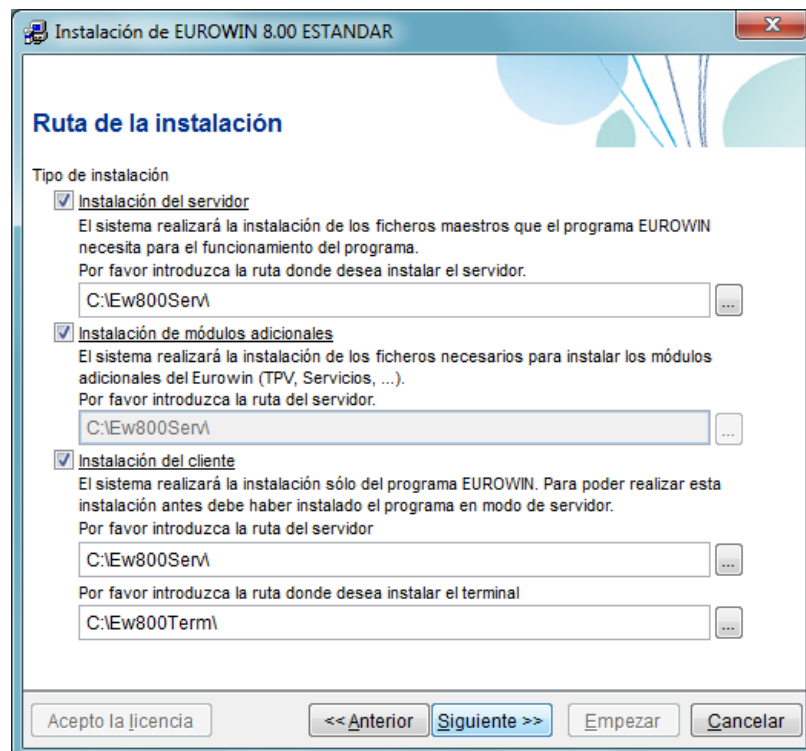 Instalación de EUROWIN 8.00 ESTANDAR
X
Ruta de la instalación
Tipo de instalación
Instalación del servidor
El sistema realizará la instalación de los ficheros maestros que el programa EUROWIN
necesita para el funcionamiento del programa.
Por favor introduzca la ruta donde desea instalar el servidor.
C:\Ew800Serv\
...
Instalación de módulos adicionales
El sistema realizará la instalación de los ficheros necesarios para instalar los módulos
adicionales del Eurowin (TPV, Servicios, ...).
Por favor introduzca la ruta del servidor.
C:\Ew800Serv\
...
Instalación del cliente
El sistema realizará la instalación sólo del programa EUROWIN. Para poder realizar esta
instalación antes debe haber instalado el programa en modo de servidor.
Por favor introduzca la ruta del servidor
C:\Ew800Serv\
...
Por favor introduzca la ruta donde desea instalar el terminal
C:\Ew800Term\
...
Acepto la licencia << Anterior Siguiente >> Empezar Cancelar